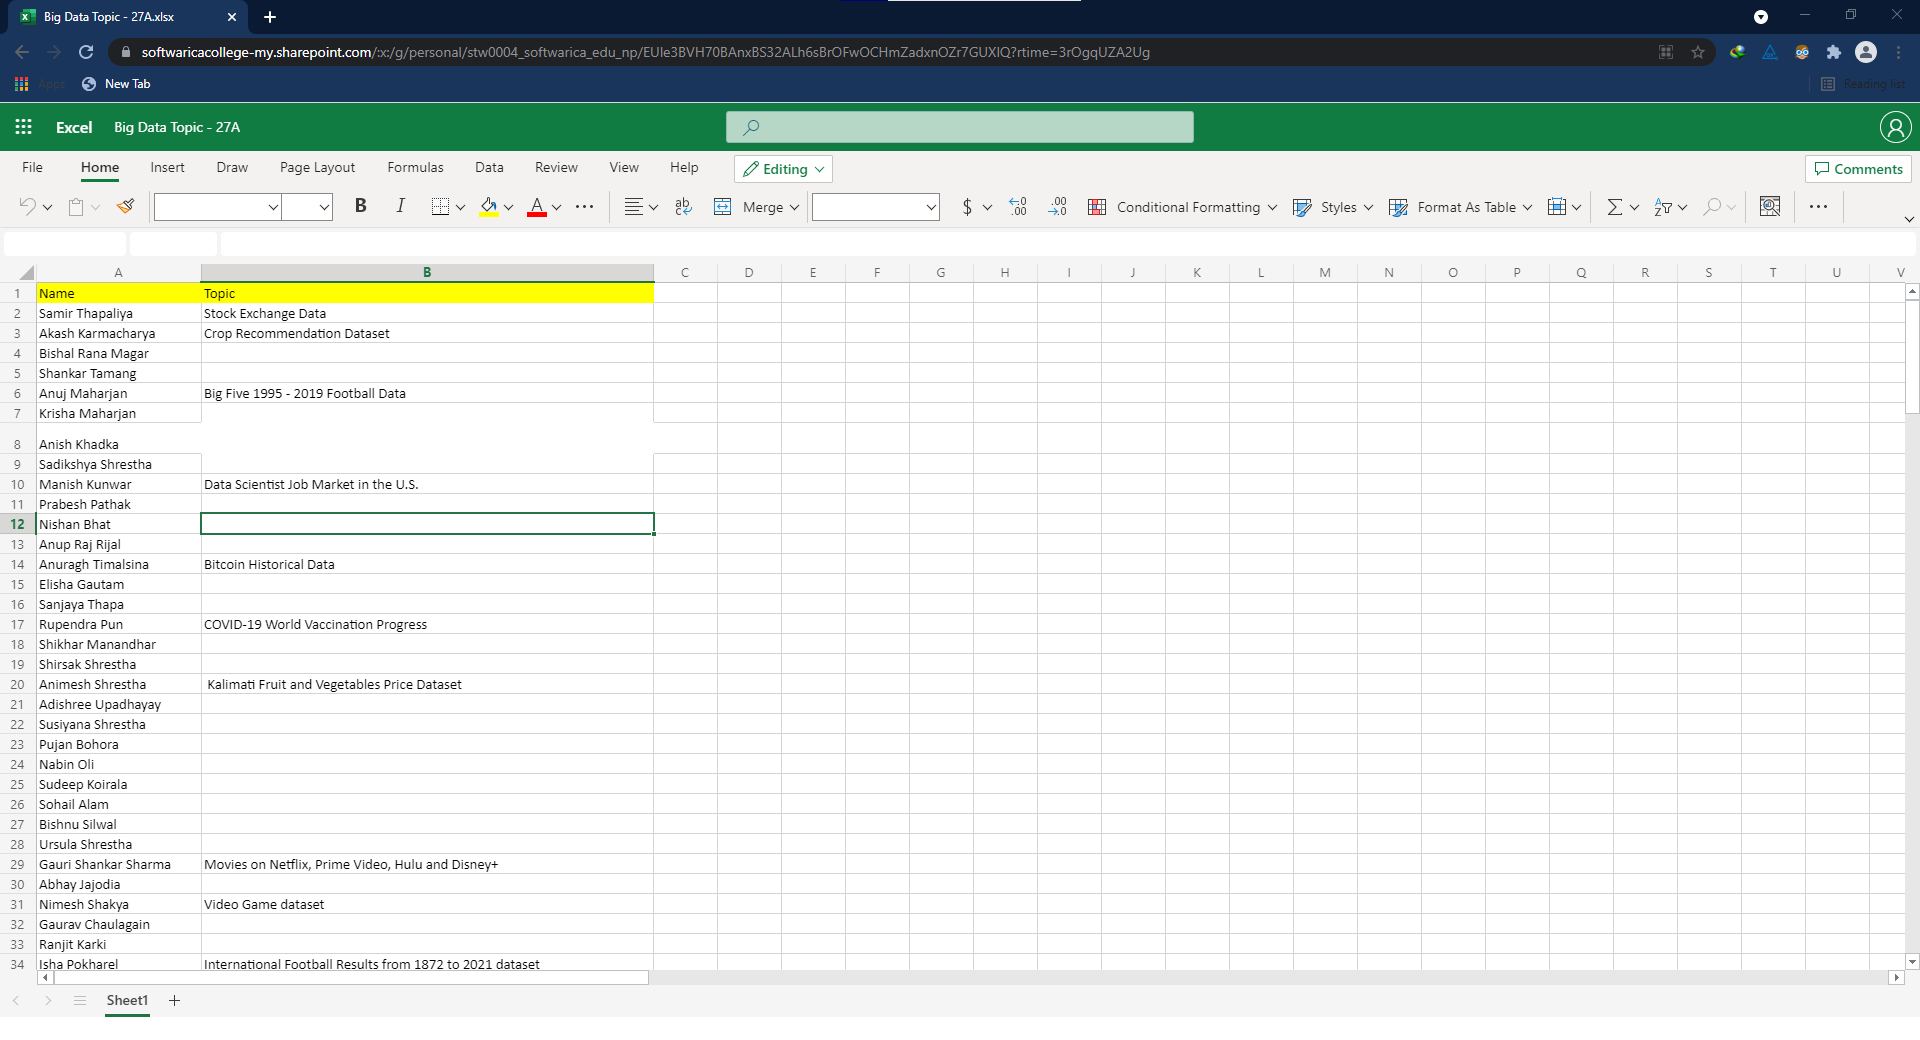 Big Data Topic - 27A.xlsx
softwaricacollege-my.sharepoint.com/:x:/g/personal/stw0004_softwarica_edu_np/EUIe3BVH70BAnxBS32ALh6sBrOFwOCHmZadxnOZr7GUXIQ?rtime=3rOgqUZA2Ug
Apps New Tab Reading list
Excel Big Data Topic - 27A
File Home Insert Draw Page Layout Formulas Data Review View Help Editing Comments
B I A ab Merge $ .00 .00 .0 Conditional Formatting Styles Format As Table
A B C D E F G H I J K L M N O P Q R S T U V
1 Name Topic
2 Samir Thapaliya Stock Exchange Data
3 Akash Karmacharya Crop Recommendation Dataset
4 Bishal Rana Magar
5 Shankar Tamang
6 Anuj Maharjan Big Five 1995 - 2019 Football Data
7 Krisha Maharjan
8 Anish Khadka
9 Sadikshya Shrestha
10 Manish Kunwar Data Scientist Job Market in the U.S.
11 Prabesh Pathak
12 Nishan Bhat
13 Anup Raj Rijal
14 Anuragh Timalsina Bitcoin Historical Data
15 Elisha Gautam
16 Sanjaya Thapa
17 Rupendra Pun COVID-19 World Vaccination Progress
18 Shikhar Manandhar
19 Shirsak Shrestha
20 Animesh Shrestha Kalimati Fruit and Vegetables Price Dataset
21 Adishree Upadhayay
22 Susiyana Shrestha
23 Pujan Bohora
24 Nabin Oli
25 Sudeep Koirala
26 Sohail Alam
27 Bishnu Silwal
28 Ursula Shrestha
29 Gauri Shankar Sharma Movies on Netflix, Prime Video, Hulu and Disney+
30 Abhay Jajodia
31 Nimesh Shakya Video Game dataset
32 Gaurav Chaulagain
33 Ranjit Karki
34 Isha Pokharel International Football Results from 1872 to 2021 dataset
Sheet1